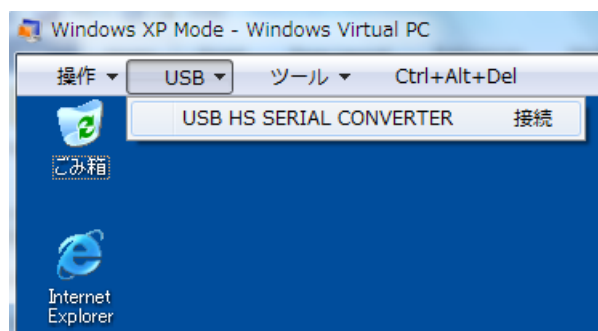 Windows XP Mode - Windows Virtual PC
操作 ▼ USB ▼ ツール ▼ Ctrl+Alt+Del
USB HS SERIAL CONVERTER 接続
ごみ箱
Internet
Explorer